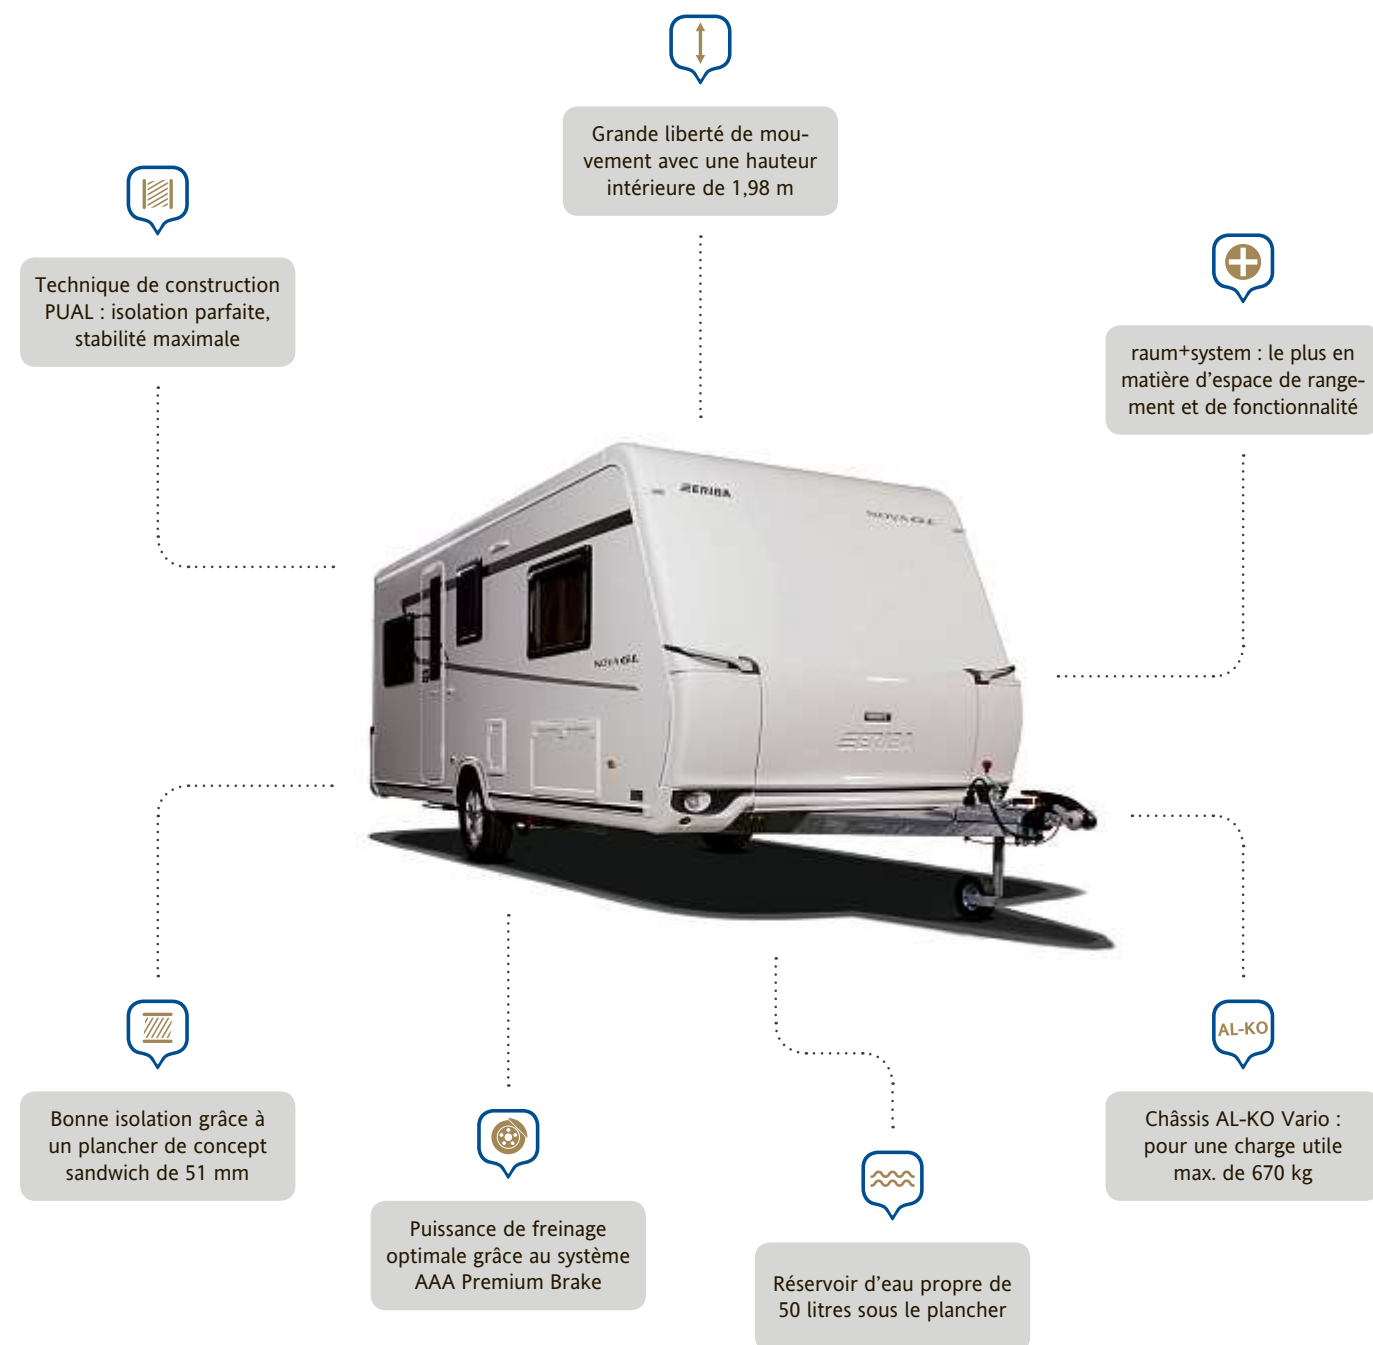 Grande liberté de mou-
vement avec une hauteur
intérieure de 1,98 m
Technique de construction
PUAL : isolation parfaite,
stabilité maximale
raum+system : le plus en
matière d'espace de range-
ment et de fonctionnalité
ERIBA
NOVA GL
NOVA GL
ERIBA
AL-KO
Bonne isolation grâce à
un plancher de concept
sandwich de 51 mm
Châssis AL-KO Vario :
pour une charge utile
max. de 670 kg
Puissance de freinage
optimale grâce au système
AAA Premium Brake
Réservoir d'eau propre de
50 litres sous le plancher